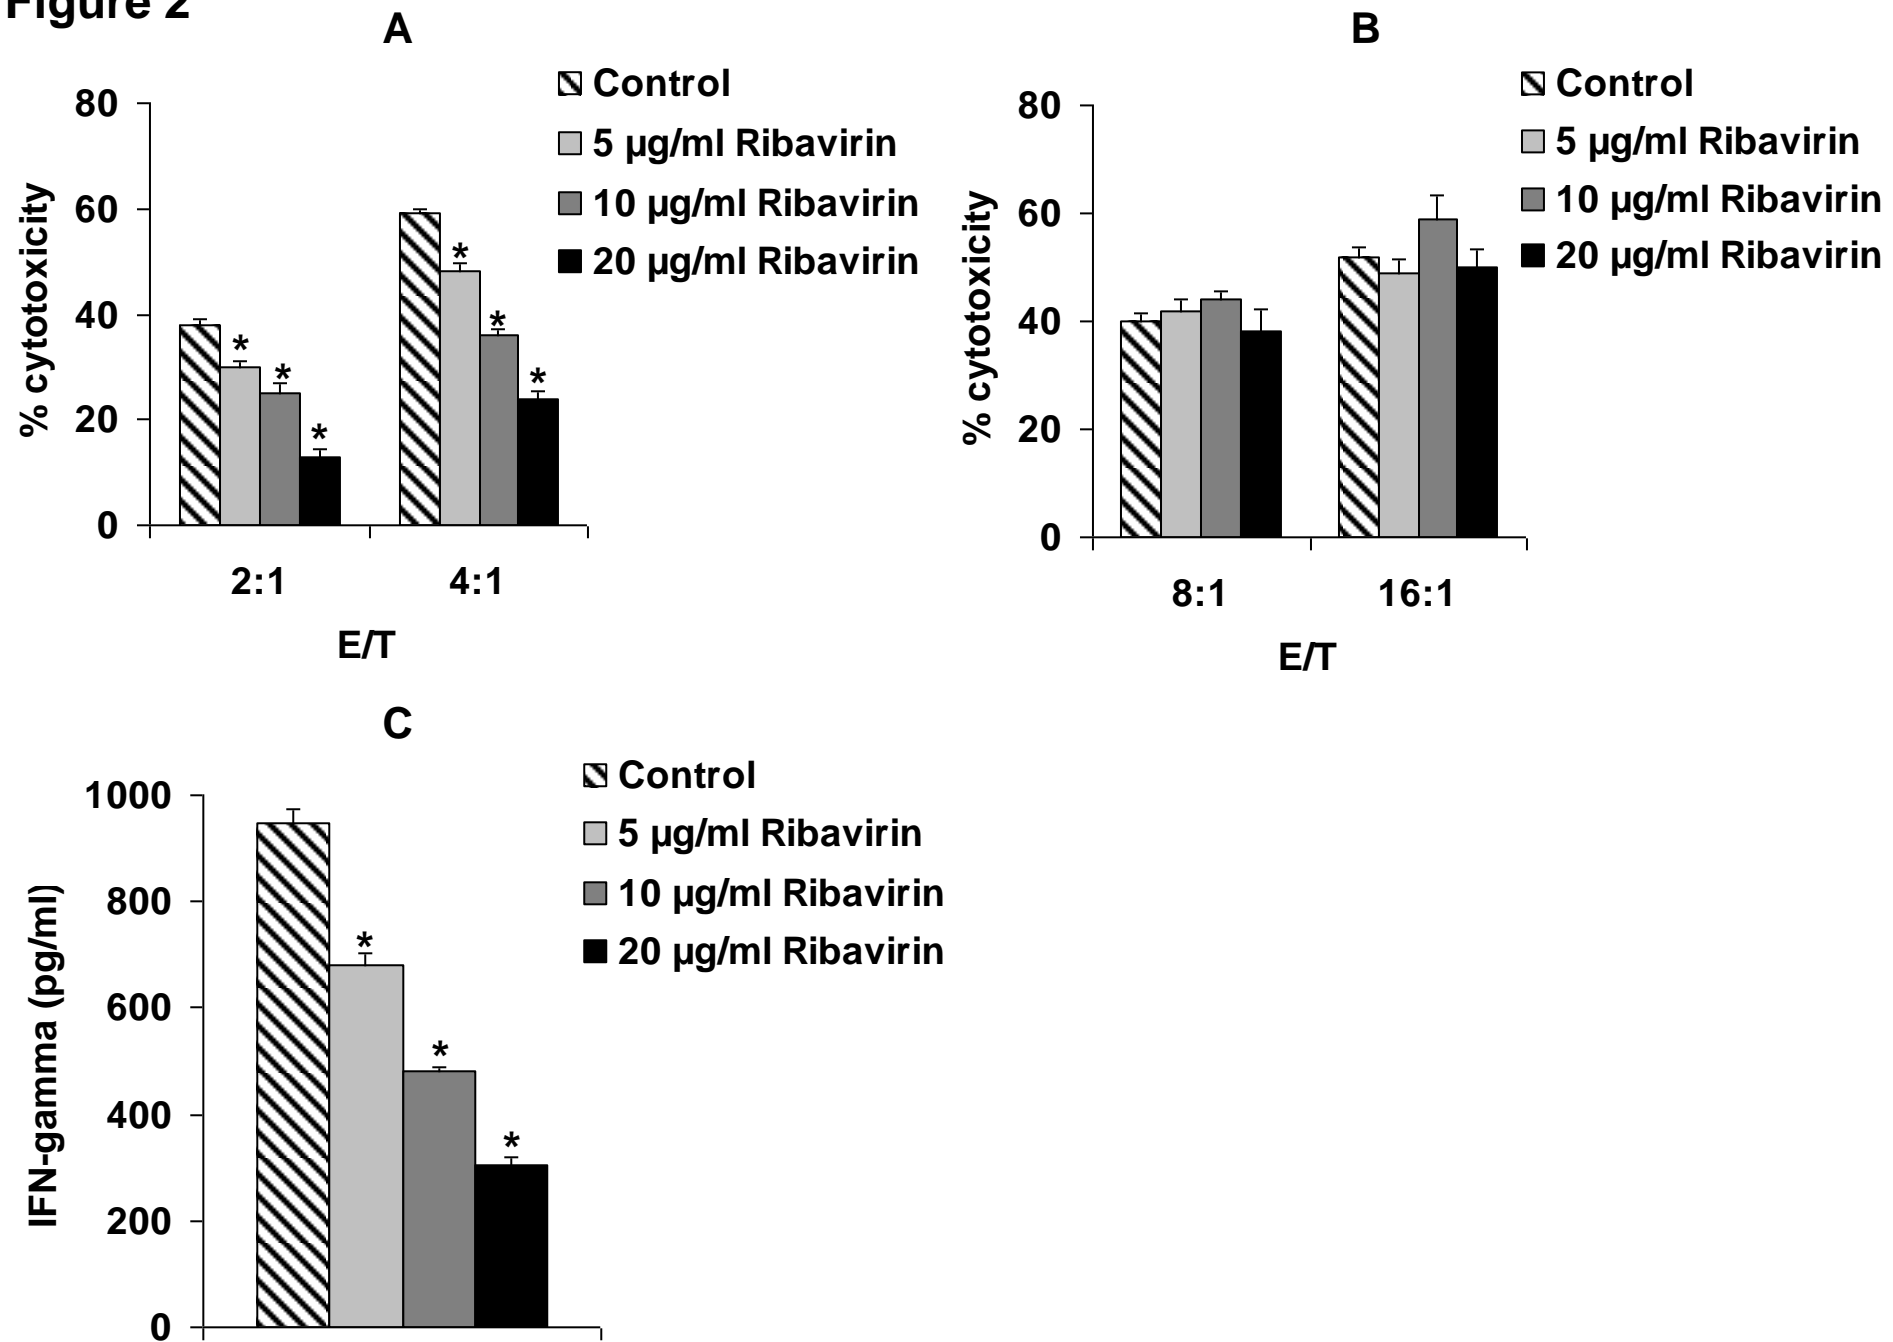 Figure 2
A
Control
5 µg/ml Ribavirin
10 µg/ml Ribavirin
20 µg/ml Ribavirin
80
60
40
20
0
% cytotoxicity
*
*
*
*
*
*
2:1
4:1
E/T
B
Control
5 µg/ml Ribavirin
10 µg/ml Ribavirin
20 µg/ml Ribavirin
80
60
40
20
0
% cytotoxicity
8:1
16:1
E/T
C
Control
5 µg/ml Ribavirin
10 µg/ml Ribavirin
20 µg/ml Ribavirin
1000
800
600
400
200
0
IFN-gamma (pg/ml)
*
*
*